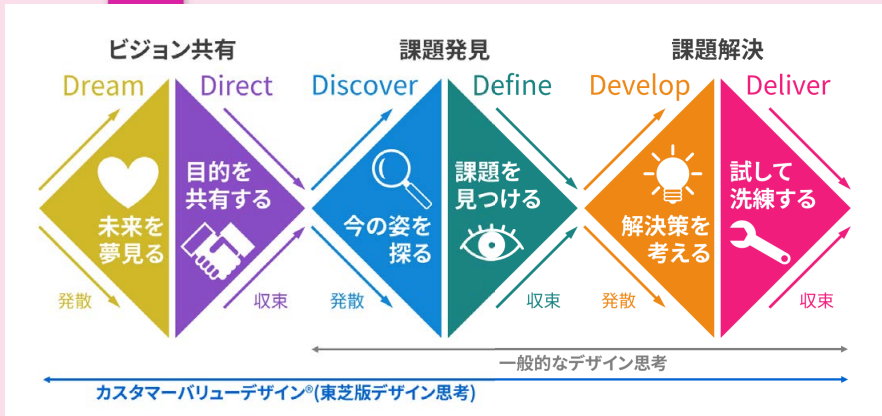 ビジョン共有
課題発見
課題解決
Dream
Direct
Discover
Define
Develop
Deliver
未来を
夢見る
目的を
共有する
今の姿を
探る
課題を
見つける
解決策を
考える
試して
洗練する
発散
収束
発散
収束
発散
収束
一般的なデザイン思考
カスタマーバリューデザイン®(東芝版デザイン思考)